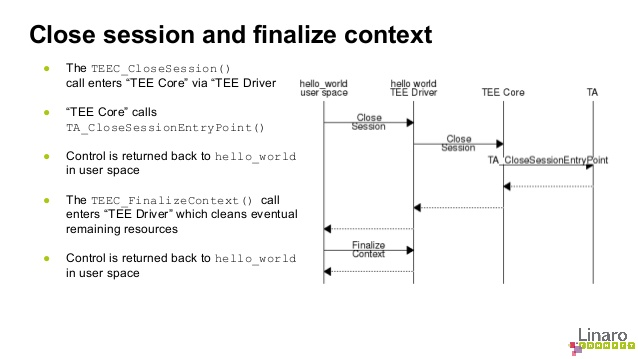 Close session and finalize context
The TEEC_CloseSession()
call enters “TEE Core” via “TEE Driver
“TEE Core” calls
TA_CloseSessionEntryPoint()
Control is returned back to hello_world
in user space
The TEEC_FinalizeContext() call
enters “TEE Driver” which cleans eventual
remaining resources
Control is returned back to hello_world
in user space
hello_world
user space
hello world
TEE Driver
TEE Core
TA
Close
Session
Close
Session
TA_CloseSessionEntryPoint
Finalize
Context
Linaro
connect